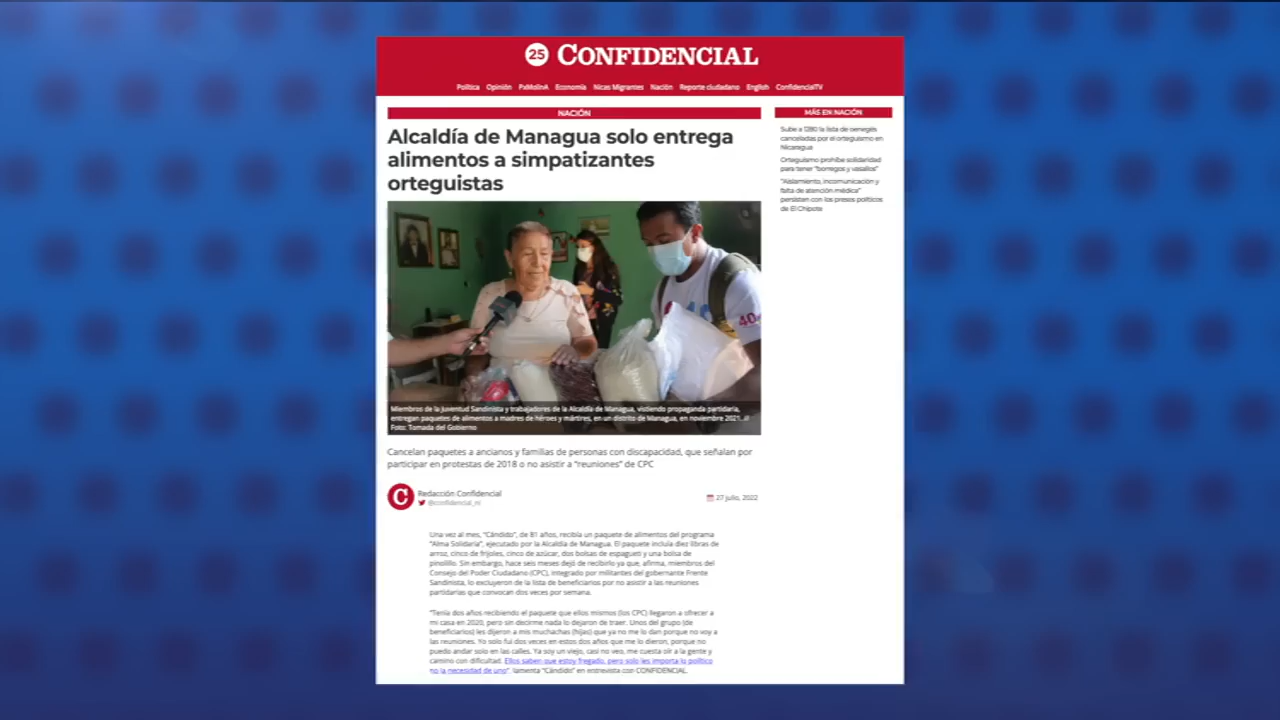 25 CONFIDENCIAL
Política Opinión PxMolinA Economía Nicas Migrantes Nación Reporte ciudadano English ConfidencialTV
NACIÓN
Alcaldía de Managua solo entrega
alimentos a simpatizantes
orteguistas
40
Miembros de la Juventud Sandinista y trabajadores de la Alcaldía de Managua, vistiendo propaganda partidaria,
entregan paquetes de alimentos a madres de héroes y mártires, en un distrito de Managua, en noviembre 2021. //
Foto: Tomada del Gobierno
Cancelan paquetes a ancianos y familias de personas con discapacidad, que señalan por
participar en protestas de 2018 o no asistir a "reuniones" de CPC
C
Redacción Confidencial
@confidencial_ni
27 julio, 2022
Una vez al mes, "Cándido", de 81 años, recibía un paquete de alimentos del programa
"Alma Solidaria", ejecutado por la Alcaldía de Managua. El paquete incluía diez libras de
arroz, cinco de frijoles, cinco de azúcar, dos bolsas de espagueti y una bolsa de
pinolillo. Sin embargo, hace seis meses dejó de recibirlo ya que, afirma, miembros del
Consejo del Poder Ciudadano (CPC), integrado por militantes del gobernante Frente
Sandinista, lo excluyeron de la lista de beneficiarios por no asistir a las reuniones
partidarias que convocan dos veces por semana.
"Tenía dos años recibiendo el paquete que ellos mismos (los CPC) llegaron a ofrecer a
mi casa en 2020, pero sin decirme nada lo dejaron de traer. Unos del grupo (de
beneficiarios) les dijeron a mis muchachas (hijas) que ya no me lo dan porque no voy a
las reuniones. Yo solo fui dos veces en estos dos años que me lo dieron, porque no
puedo andar solo en las calles. Ya soy un viejo, casi no veo, me cuesta oír a la gente y
camino con dificultad. Ellos saben que estoy fregado, pero solo les importa lo político
no la necesidad de uno", lamenta "Cándido" en entrevista con CONFIDENCIAL.
MÁS EN NACIÓN
Sube a 1280 la lista de oenegés
canceladas por el orteguismo en
Nicaragua
Orteguismo prohíbe solidaridad
para tener "borregos y vasallos"
"Aislamiento, incomunicación y
falta de atención médica"
persisten con los presos políticos
de El Chipote